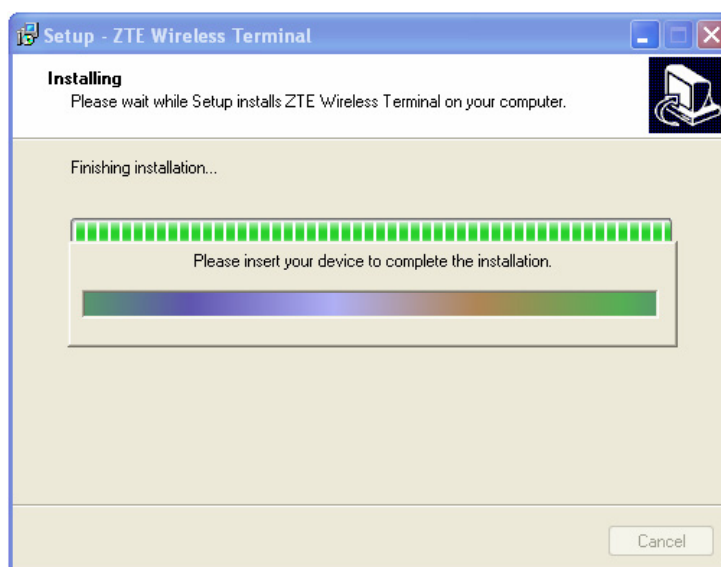 Setup - ZTE Wireless Terminal
Installing
Please wait while Setup installs ZTE Wireless Terminal on your computer.
Finishing installation...
Please insert your device to complete the installation.
Cancel